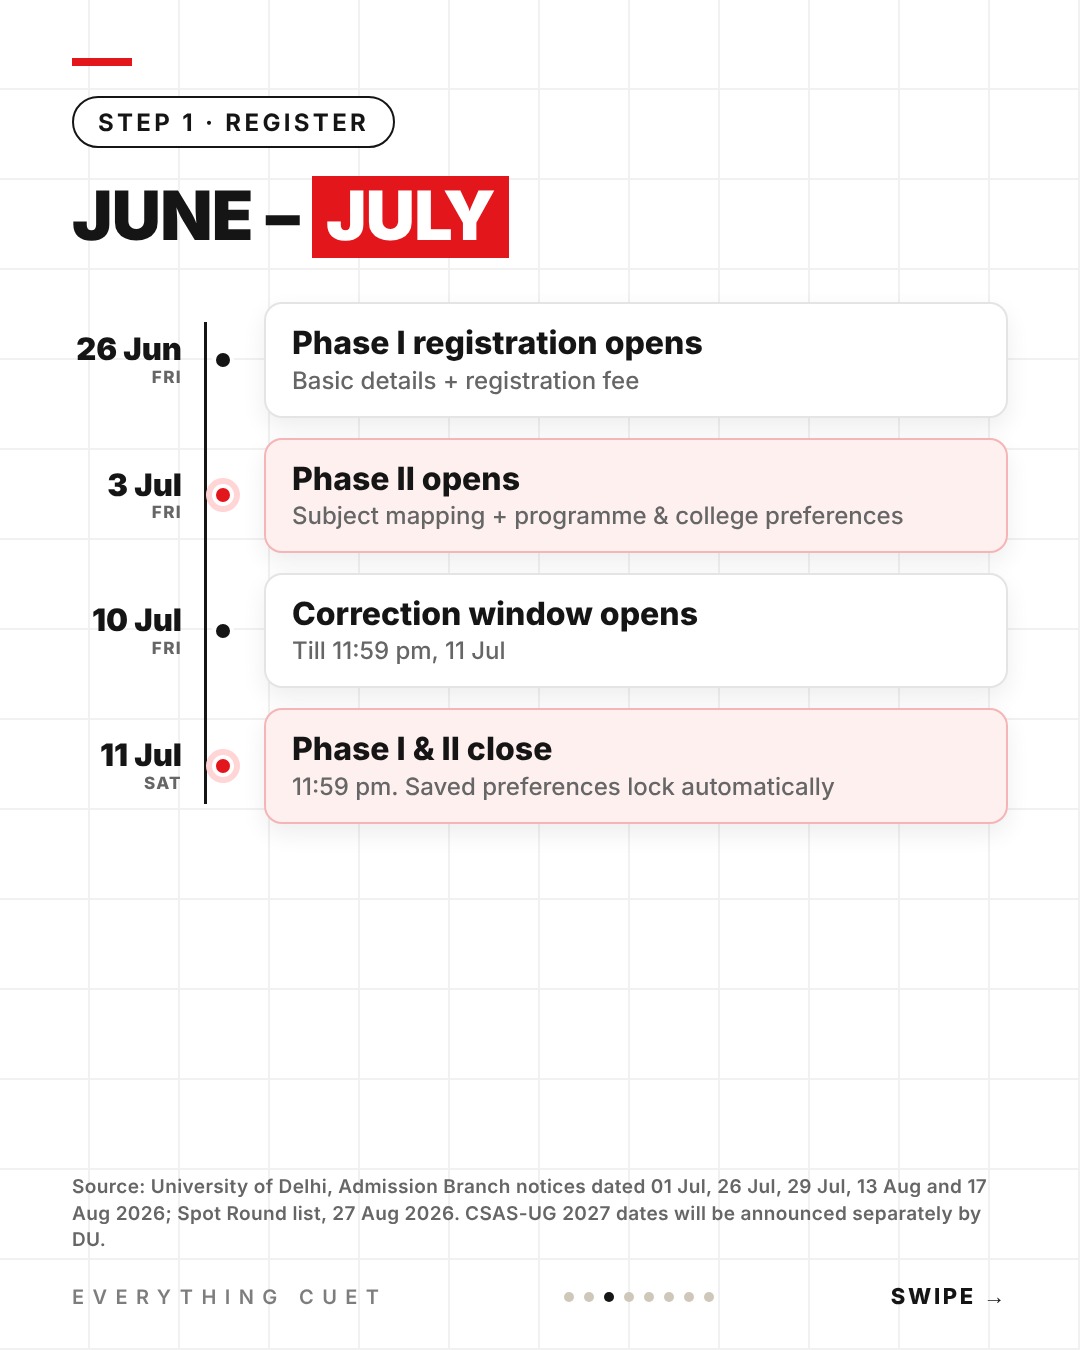 STEP 1 · REGISTER
JUNE – JULY
26 Jun
FRI
Phase I registration opens
Basic details + registration fee
3 Jul
FRI
Phase II opens
Subject mapping + programme & college preferences
10 Jul
FRI
Correction window opens
Till 11:59 pm, 11 Jul
11 Jul
SAT
Phase I & II close
11:59 pm. Saved preferences lock automatically
Source: University of Delhi, Admission Branch notices dated 01 Jul, 26 Jul, 29 Jul, 13 Aug and 17
Aug 2026; Spot Round list, 27 Aug 2026. CSAS-UG 2027 dates will be announced separately by
DU.
EVERYTHING CUET
SWIPE →